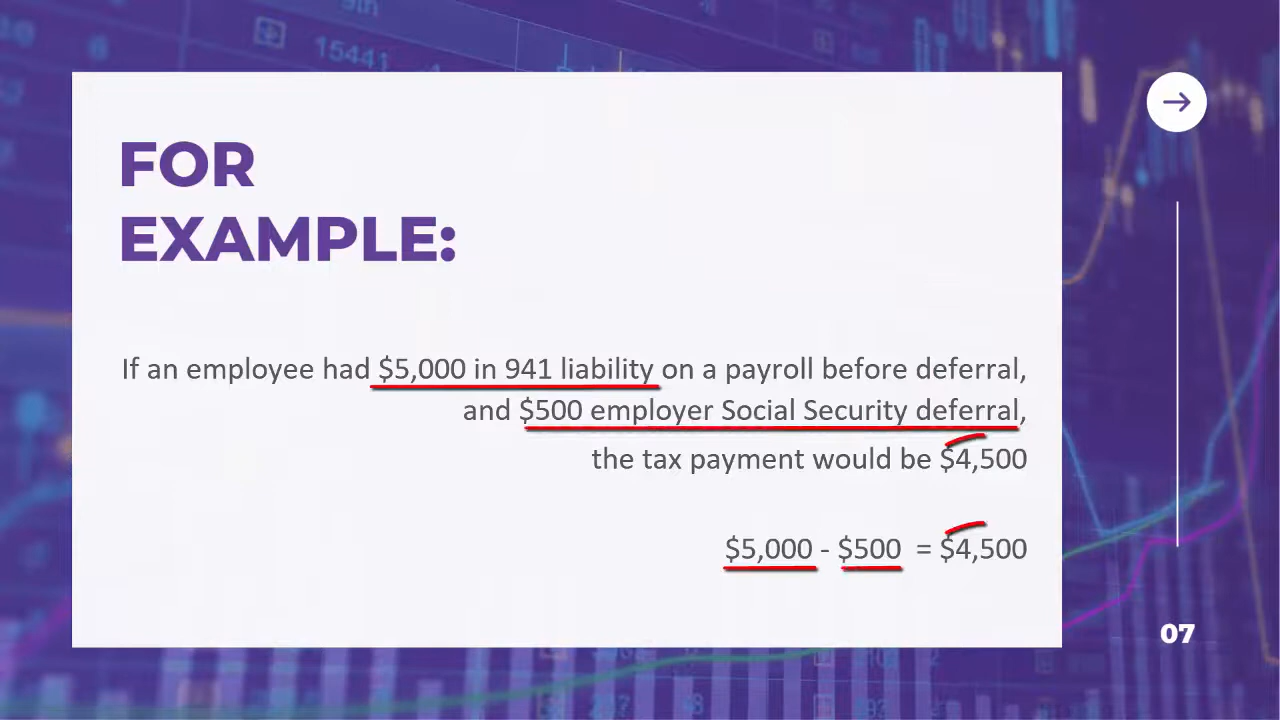 15441
FOR
EXAMPLE:
If an employee had $5,000 in 941 liability on a payroll before deferral,
and $500 employer Social Security deferral,
the tax payment would be $4,500
$5,000 - $500 = $4,500
07